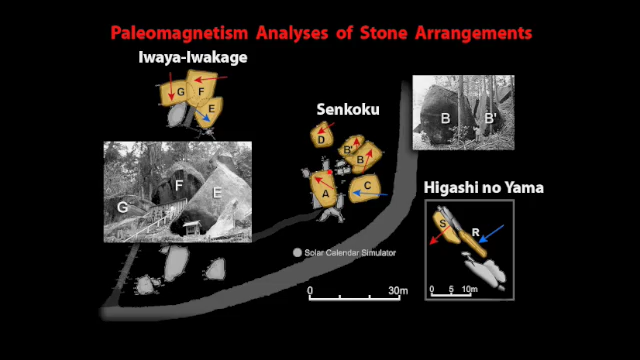 Paleomagnetism Analyses of Stone Arrangements
Iwaya-Iwakage
G F
E
G F E
Senkoku
D
B'
B
A
C
B B'
Higashi no Yama
S
R
0 5 10m
Solar Calendar Simulator
0 30m